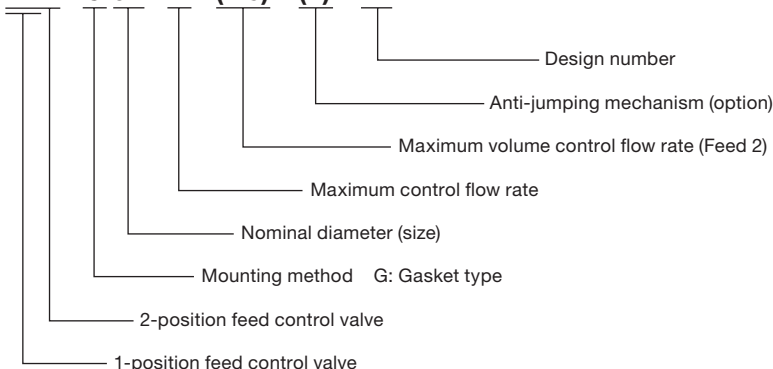 Design number
Anti-jumping mechanism (option)
Maximum volume control flow rate (Feed 2)
Maximum control flow rate
Nominal diameter (size)
Mounting method G: Gasket type
2-position feed control valve
1-position feed control valve